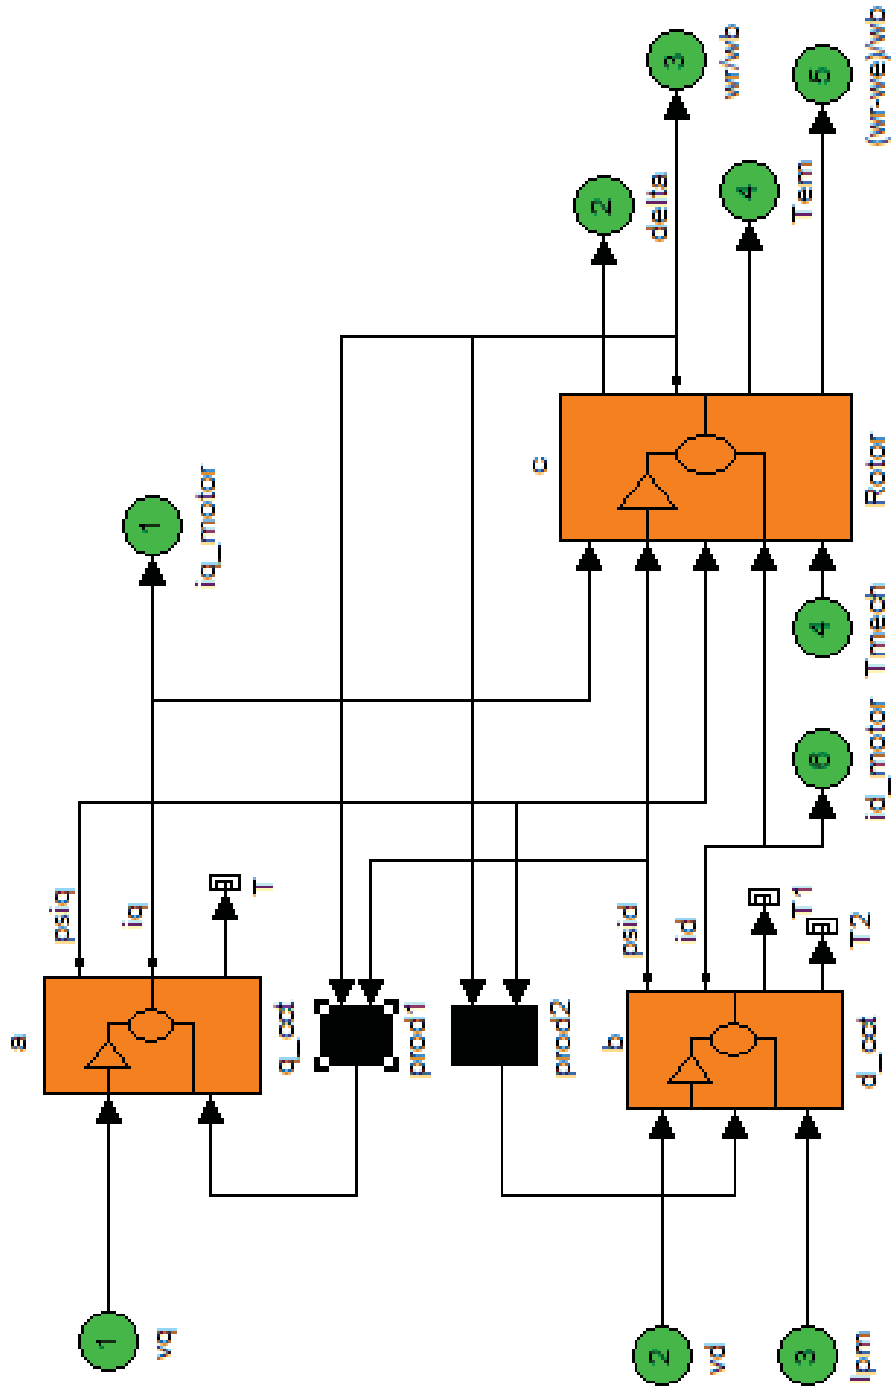 a
psiq
1
iq
1
vq
iq_motor
T
q_cct
prod1
c
2
prod2
delta
b
psid
3
2
id
vd
wr/wb
4
T1
Tem
3
6
4
5
T2
lpm
d_cct
id_motor
Tmech
Rotor
(wr-we)/wb